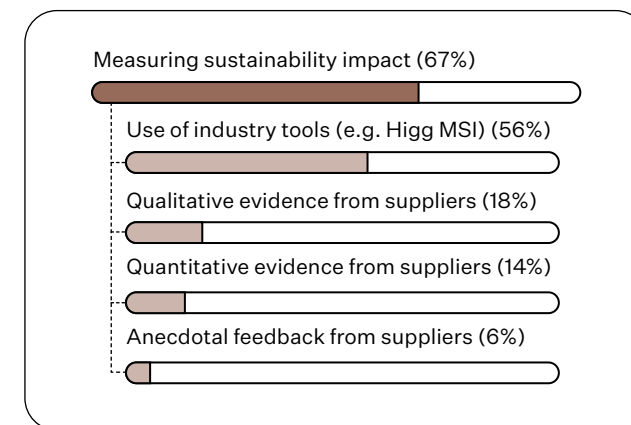 Measuring sustainability impact (67%)
Use of industry tools (e.g. Higg MSI) (56%)
Qualitative evidence from suppliers (18%)
Quantitative evidence from suppliers (14%)
Anecdotal feedback from suppliers (6%)